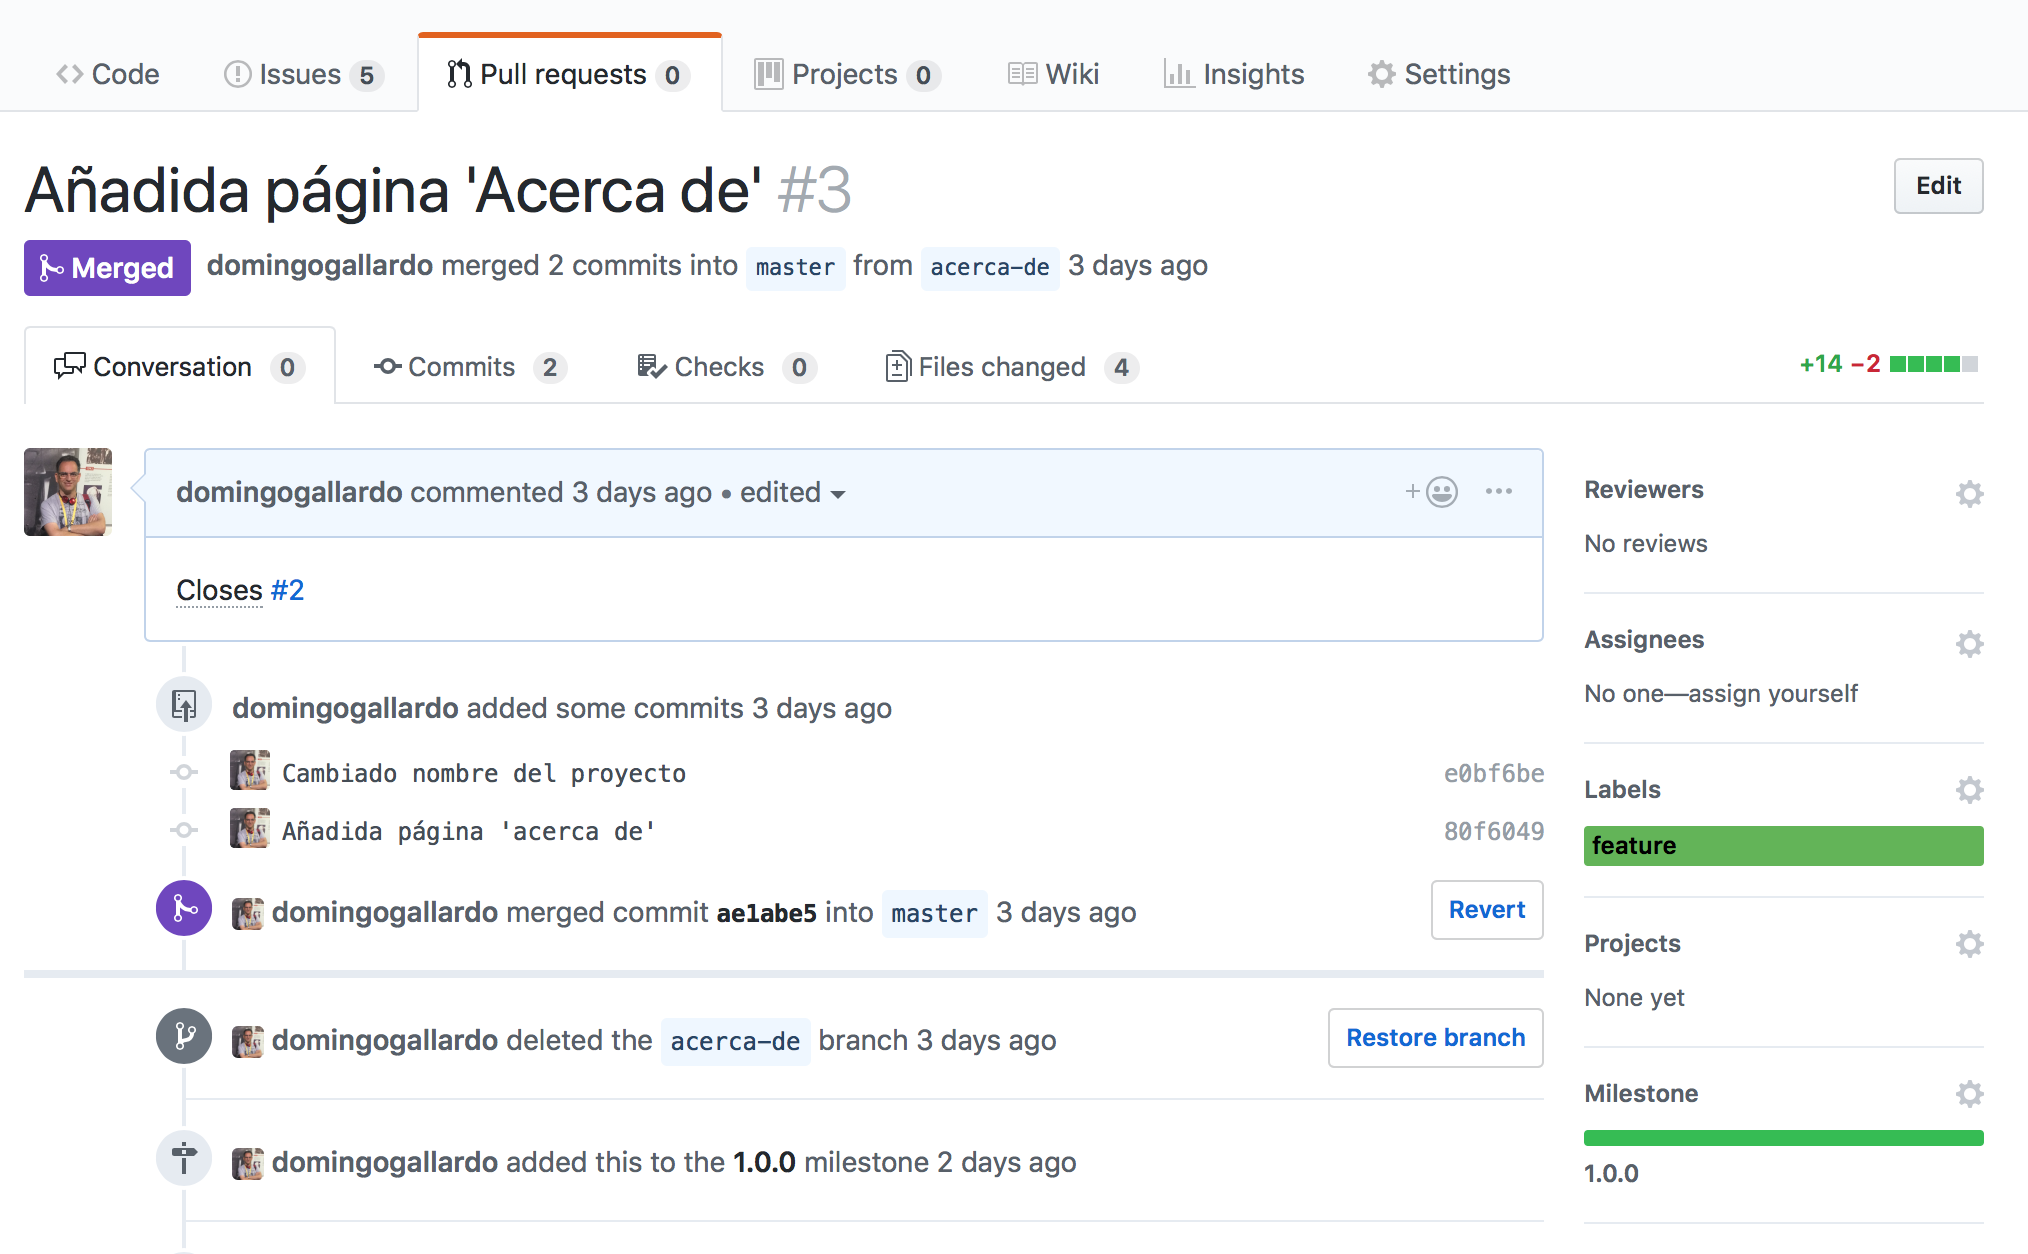 Code Issues 5 Pull requests 0 Projects 0 Wiki Insights Settings
Añadida página 'Acerca de' #3
Edit
Merged domingogallardo merged 2 commits into master from acerca-de 3 days ago
Conversation 0 Commits 2 Checks 0 Files changed 4
+14 −2
domingogallardo commented 3 days ago • edited
Closes #2
domingogallardo added some commits 3 days ago
Cambiado nombre del proyecto e0bf6be
Añadida página 'acerca de' 80f6049
domingogallardo merged commit ae1abe5 into master 3 days ago
Revert
domingogallardo deleted the acerca-de branch 3 days ago
Restore branch
domingogallardo added this to the 1.0.0 milestone 2 days ago
Reviewers
No reviews
Assignees
No one—assign yourself
Labels
feature
Projects
None yet
Milestone
1.0.0